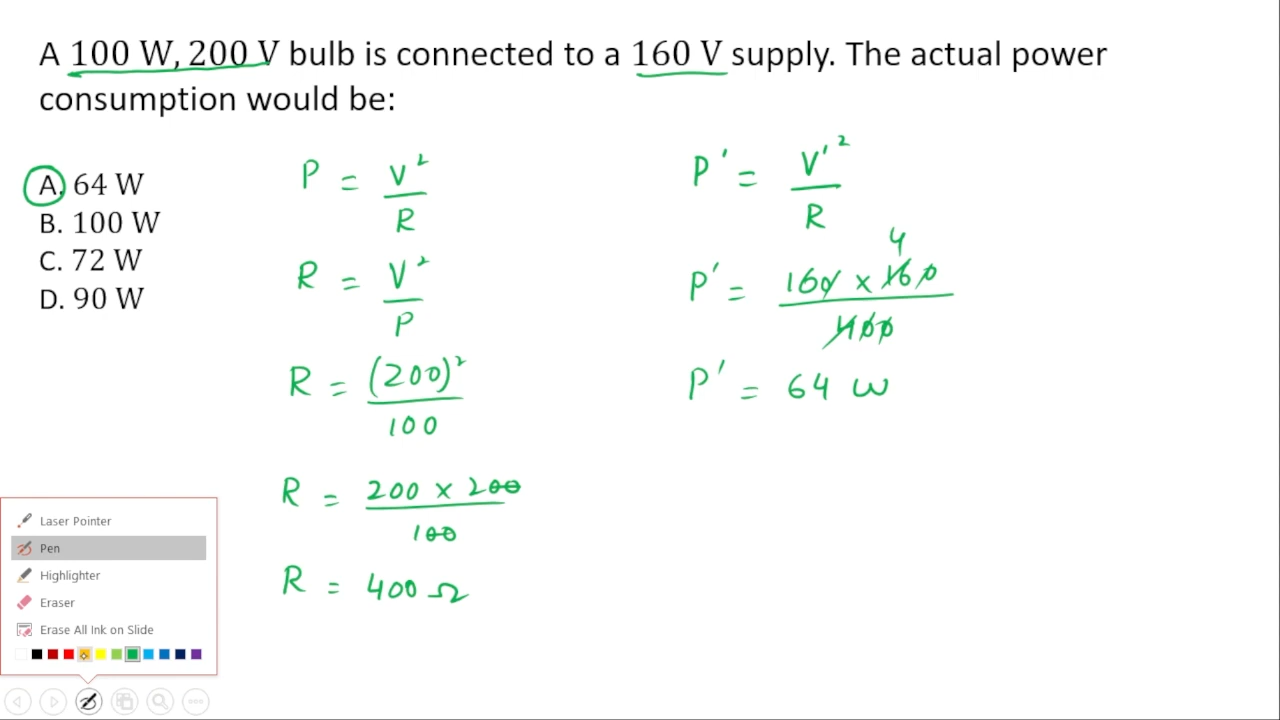 A 100 W, 200 V bulb is connected to a 160 V supply. The actual power
consumption would be:
A. 64 W
B. 100 W
C. 72 W
D. 90 W
P = V²/R
R = V²/P
R = (200)²/100
R = 200 × 200/100
R = 400 Ω
P' = V'²/R
4
P' = 160 × 160/400
P' = 64 W
Laser Pointer
Pen
Highlighter
Eraser
Erase All Ink on Slide